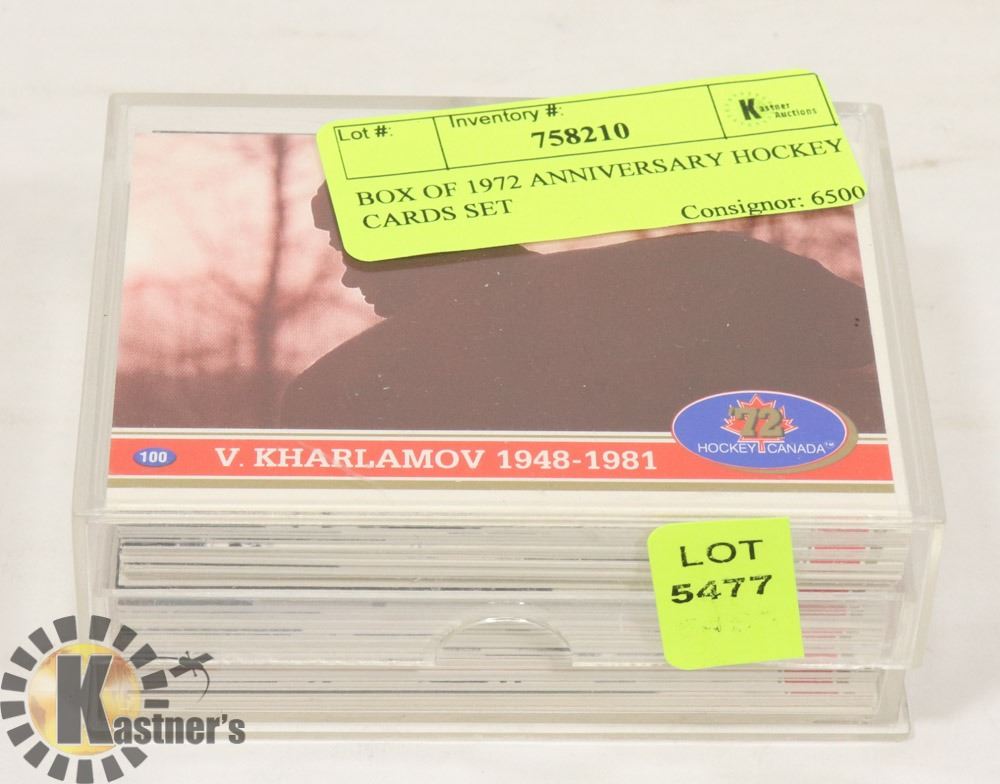 Lot #:
Inventory #:
758210
Kastner
Auctions
BOX OF 1972 ANNIVERSARY HOCKEY
CARDS SET
Consignor: 6500
'72
HOCKEY CANADA™
100
V. KHARLAMOV 1948-1981
LOT
5477
Kastner's